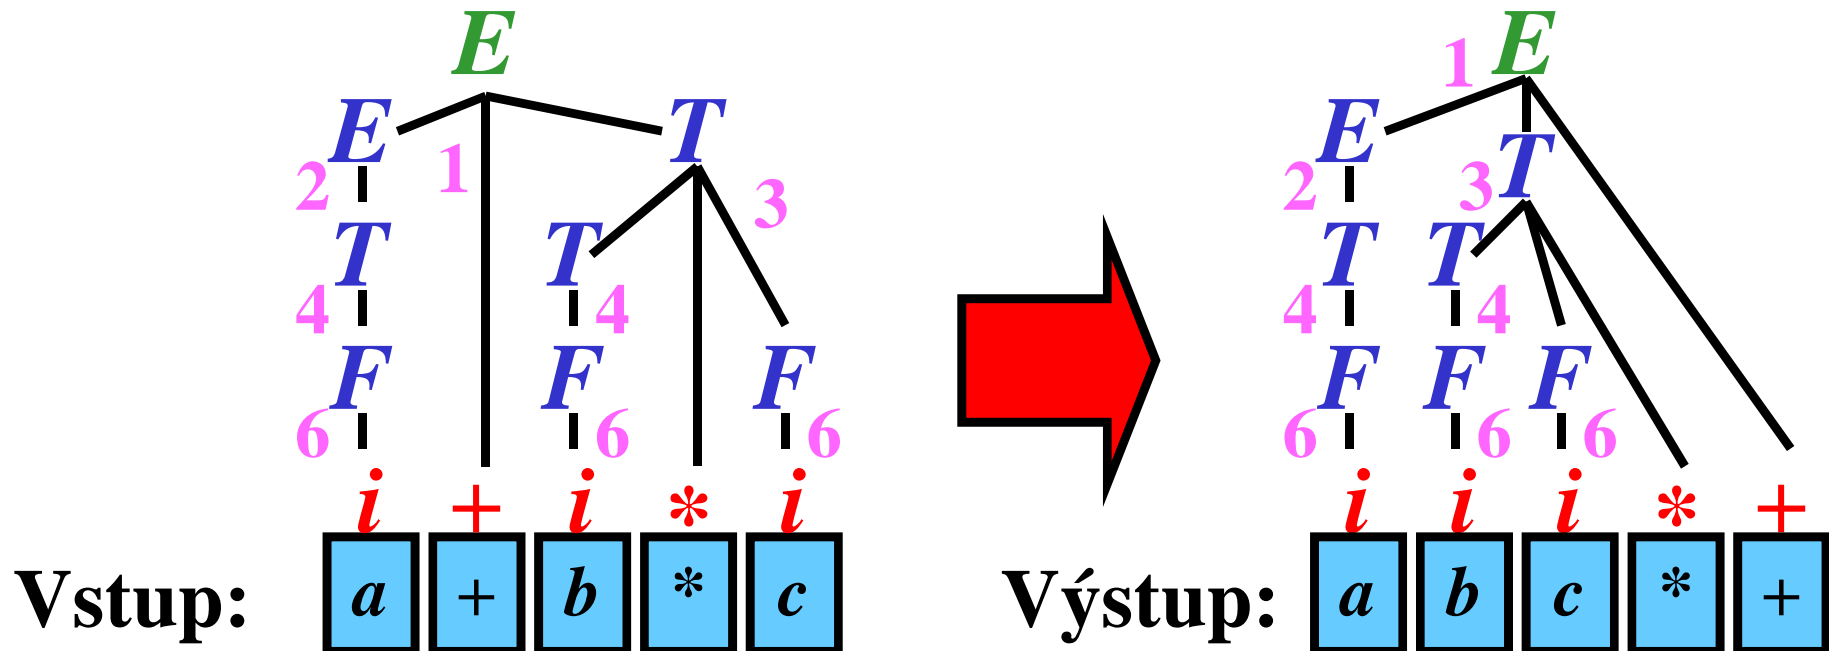 E 1 E
E 1 T E T
2 3 2 3
T T T T
4 4 4 4
F F F F F F
6 6 6 6 6 6
i + i * i i i i * +
Vstup: a + b * c Výstup: a b c * +